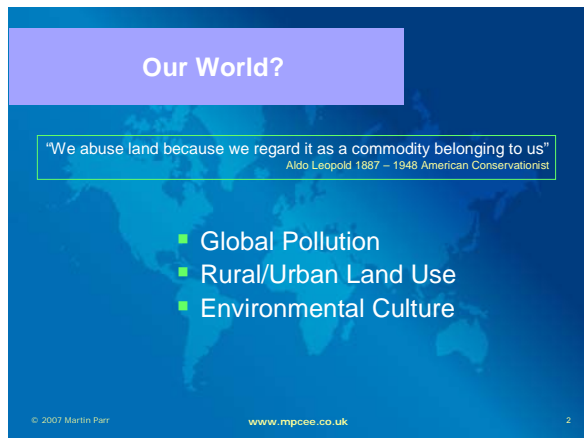 Our World?
“We abuse land because we regard it as a commodity belonging to us”
Aldo Leopold 1887 – 1948 American Conservationist
Global Pollution
Rural/Urban Land Use
Environmental Culture
© 2007 Martin Parr www.mpcee.co.uk 2